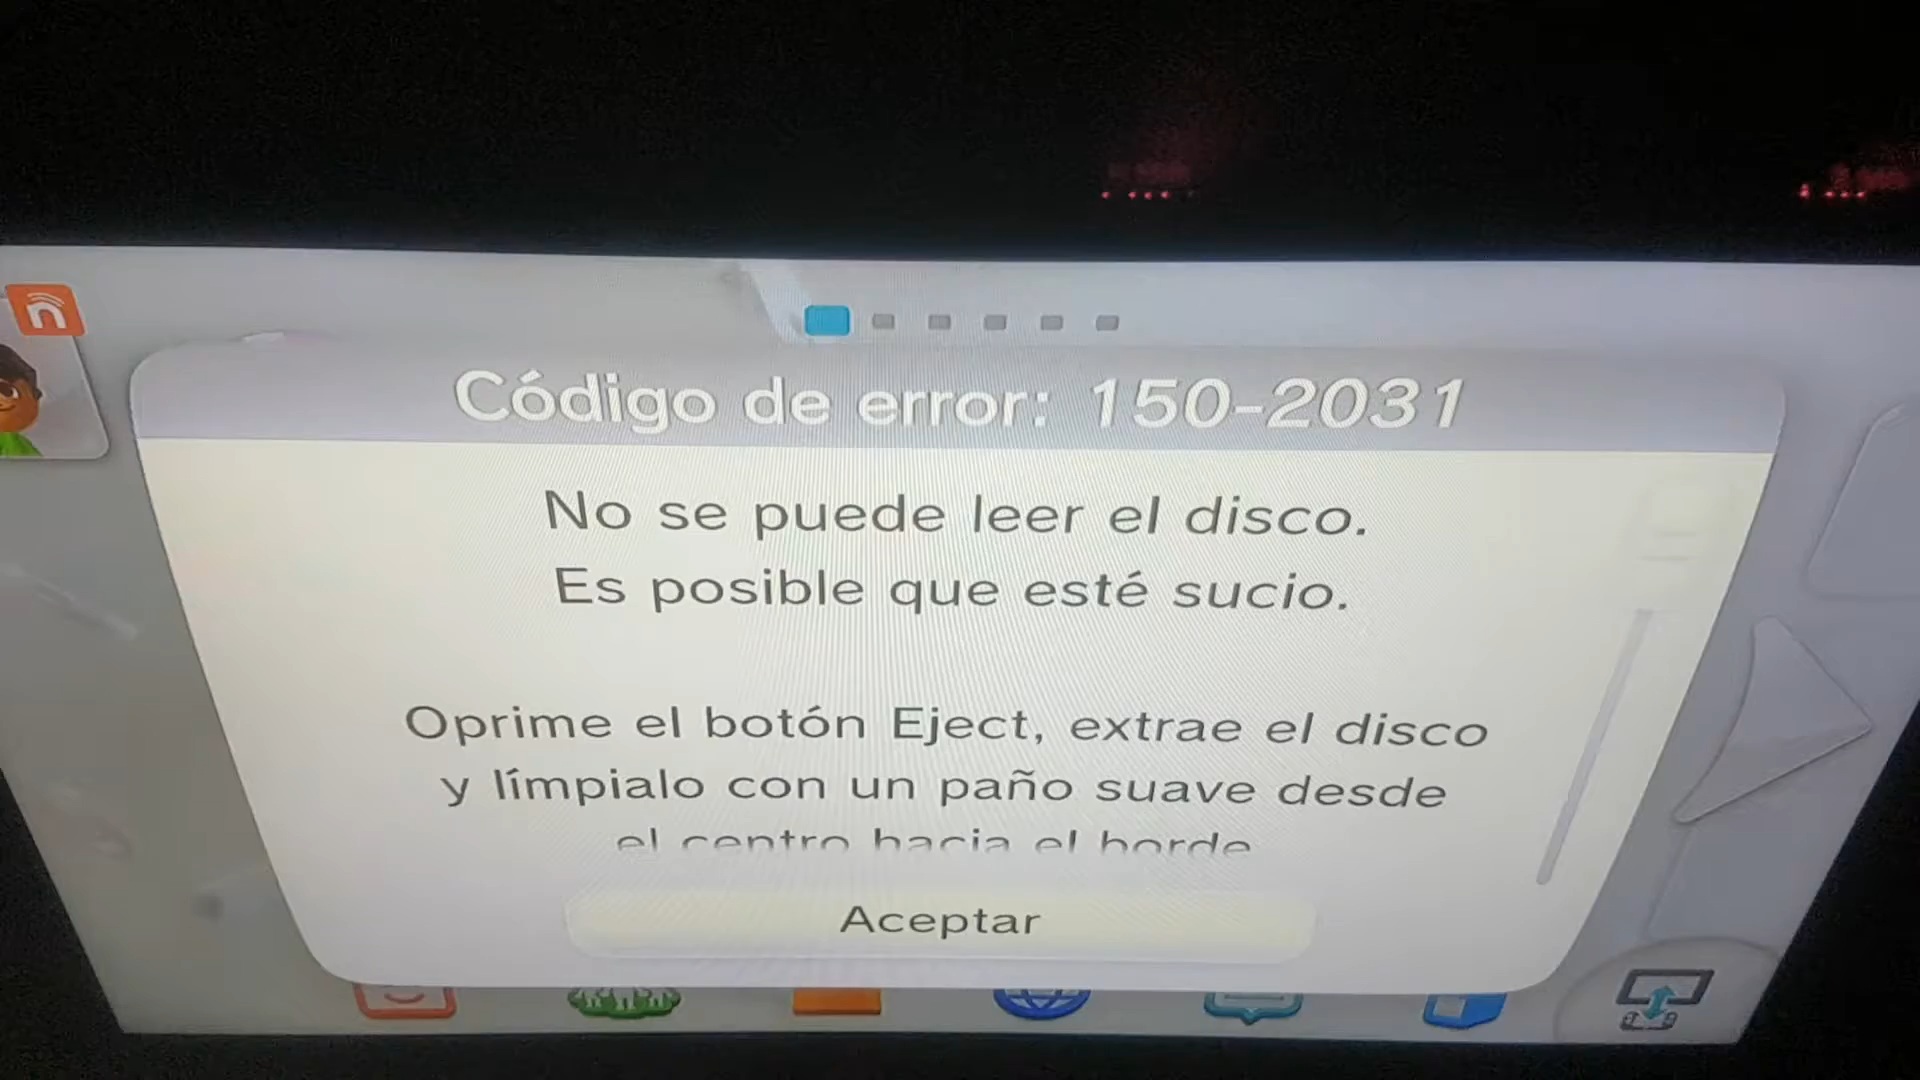 Código de error: 150-2031
No se puede leer el disco.
Es posible que esté sucio.
Oprime el botón Eject, extrae el disco
y límpialo con un paño suave desde
el centro hacia el borde
Aceptar